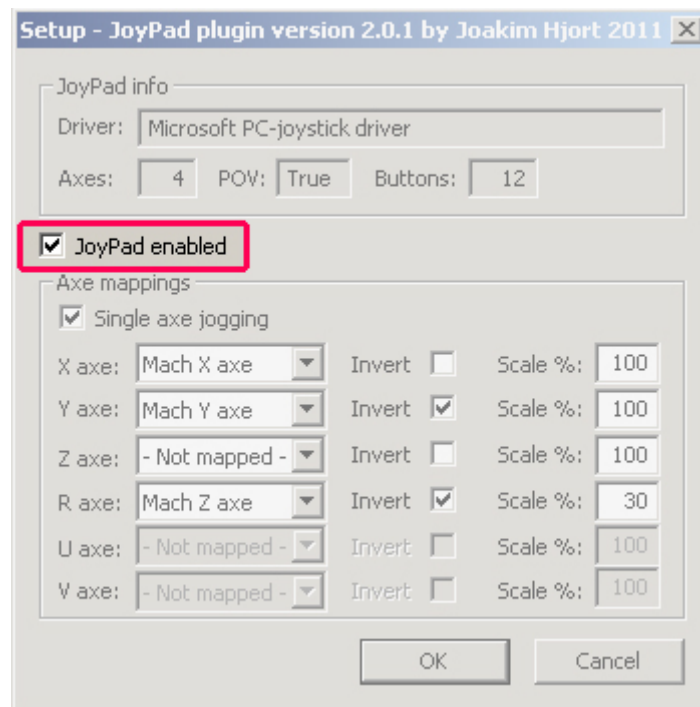 Setup - JoyPad plugin version 2.0.1 by Joakim Hjort 2011
JoyPad info
Driver: Microsoft PC-joystick driver
Axes: 4 POV: True Buttons: 12
JoyPad enabled
Axe mappings
Single axe jogging
X axe: Mach X axe Invert Scale %: 100
Y axe: Mach Y axe Invert Scale %: 100
Z axe: - Not mapped - Invert Scale %: 100
R axe: Mach Z axe Invert Scale %: 30
U axe: - Not mapped - Invert Scale %: 100
V axe: - Not mapped - Invert Scale %: 100
OK Cancel